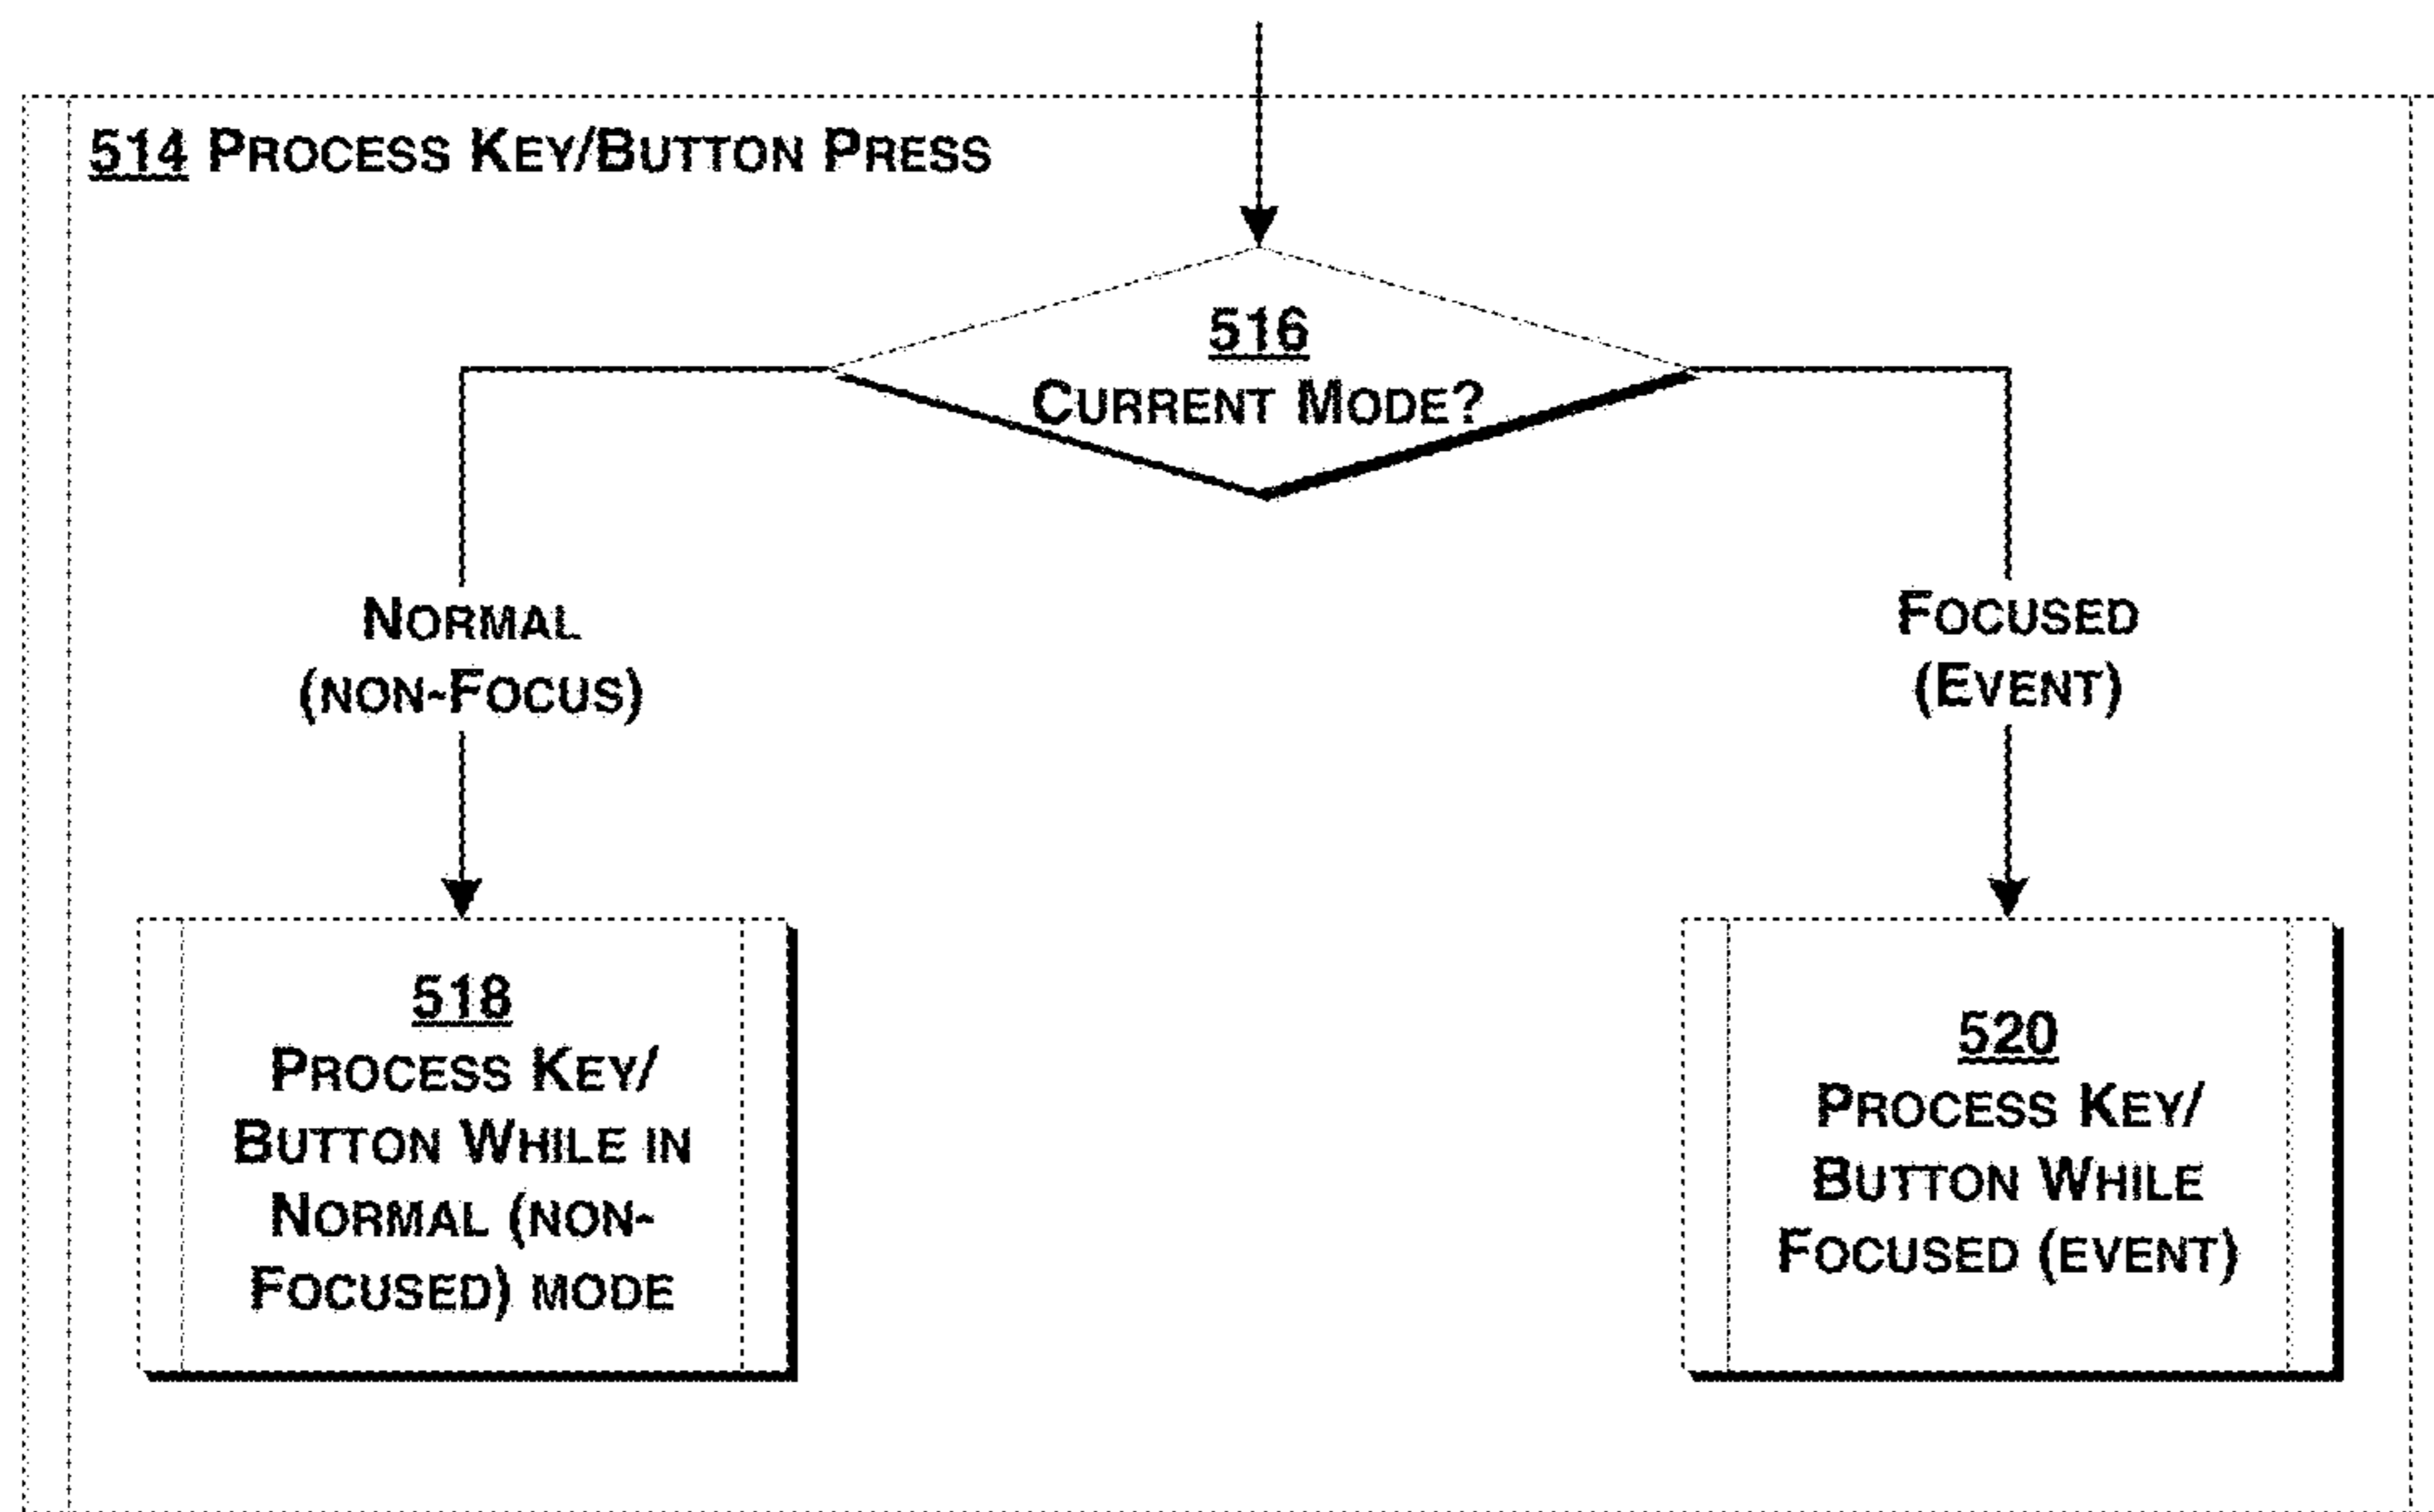 514 PROCESS KEY/BUTTON PRESS
516
CURRENT MODE?
NORMAL
(NON-FOCUS)
FOCUSED
(EVENT)
518
PROCESS KEY/
BUTTON WHILE IN
NORMAL (NON-
FOCUSED) MODE
520
PROCESS KEY/
BUTTON WHILE
FOCUSED (EVENT)